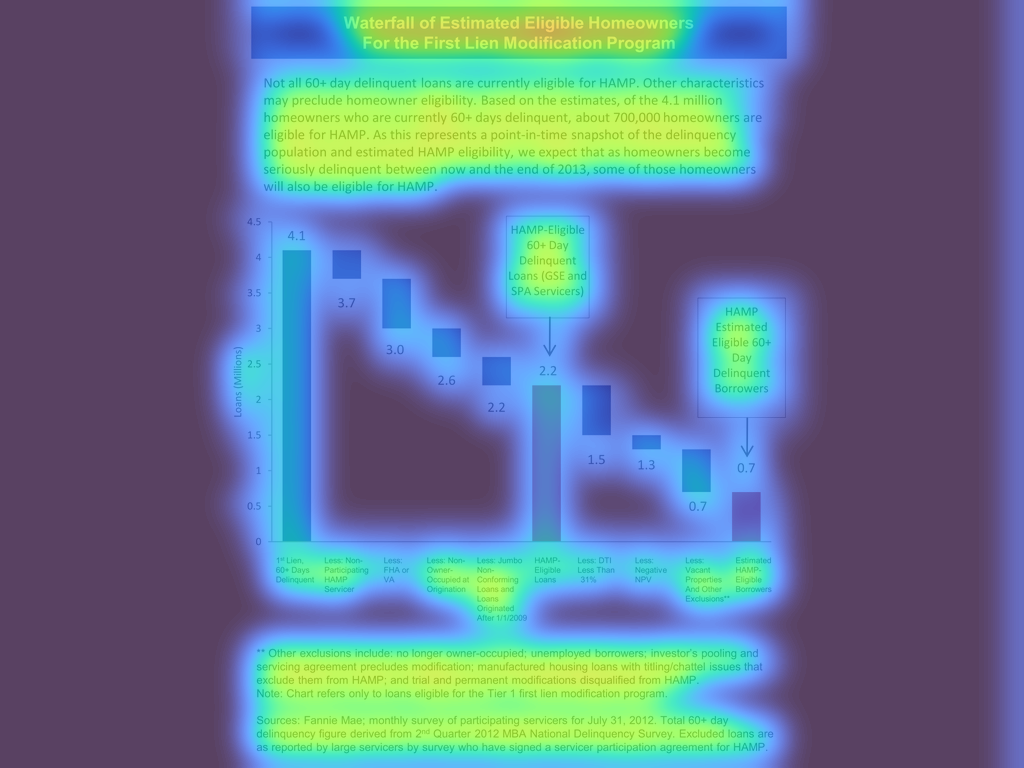 Waterfall of Estimated Eligible Homeowners
For the First Lien Modification Program
Not all 60+ day delinquent loans are currently eligible for HAMP. Other characteristics
may preclude homeowner eligibility. Based on the estimates, of the 4.1 million
homeowners who are currently 60+ days delinquent, about 700,000 homeowners are
eligible for HAMP. As this represents a point-in-time snapshot of the delinquency
population and estimated HAMP eligibility, we expect that as homeowners become
seriously delinquent between now and the end of 2013, some of those homeowners
will also be eligible for HAMP.
Loans (Millions)
4.5
4
3.5
3
2.5
2
1.5
1
0.5
0
4.1
3.7
3.0
2.6
2.2
HAMP-Eligible
60+ Day
Delinquent
Loans (GSE and
SPA Servicers)
2.2
1.5
1.3
0.7
HAMP
Estimated
Eligible 60+
Day
Delinquent
Borrowers
0.7
1st Lien,
60+ Days
Delinquent
Less: Non-
Participating
HAMP
Servicer
Less:
FHA or
VA
Less: Non-
Owner-
Occupied at
Origination
Less: Jumbo
Non-
Conforming
Loans and
Loans
Originated
After 1/1/2009
HAMP-
Eligible
Loans
Less: DTI
Less Than
31%
Less:
Negative
NPV
Less:
Vacant
Properties
And Other
Exclusions**
Estimated
HAMP-
Eligible
Borrowers
** Other exclusions include: no longer owner-occupied; unemployed borrowers; investor's pooling and
servicing agreement precludes modification; manufactured housing loans with titling/chattel issues that
exclude them from HAMP; and trial and permanent modifications disqualified from HAMP.
Note: Chart refers only to loans eligible for the Tier 1 first lien modification program.
Sources: Fannie Mae; monthly survey of participating servicers for July 31, 2012. Total 60+ day
delinquency figure derived from 2nd Quarter 2012 MBA National Delinquency Survey. Excluded loans are
as reported by large servicers by survey who have signed a servicer participation agreement for HAMP.